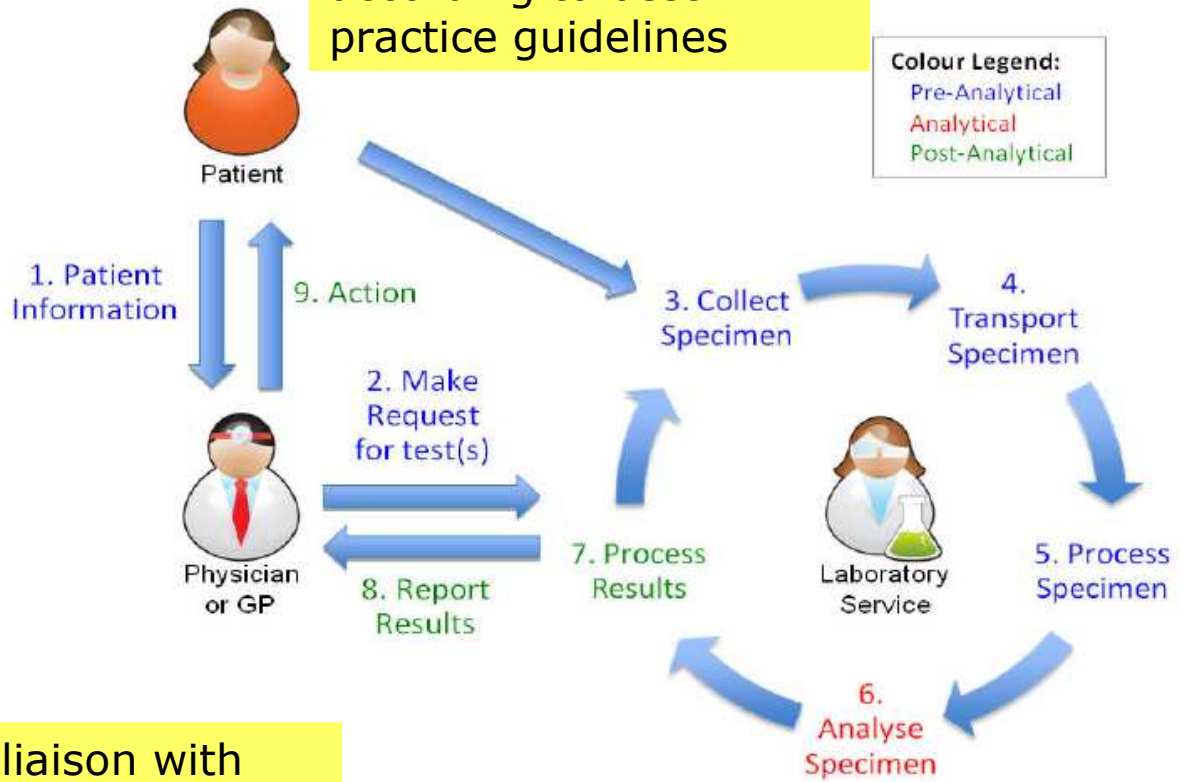 practice guidelines
Colour Legend:
Pre-Analytical
Analytical
Post-Analytical
Patient
1. Patient
Information
9. Action
3. Collect
Specimen
4.
Transport
Specimen
2. Make
Request
for test(s)
Physician
or GP
8. Report
Results
7. Process
Results
Laboratory
Service
5. Process
Specimen
6.
Analyse
Specimen
liaison with